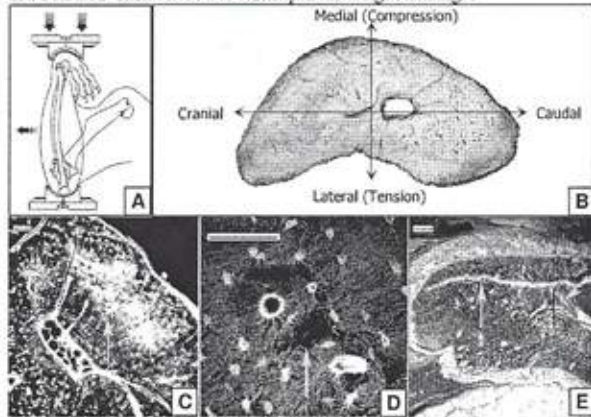 Medial (Compression)
Cranial
Caudal
Lateral (Tension)
A
B
C
D
E